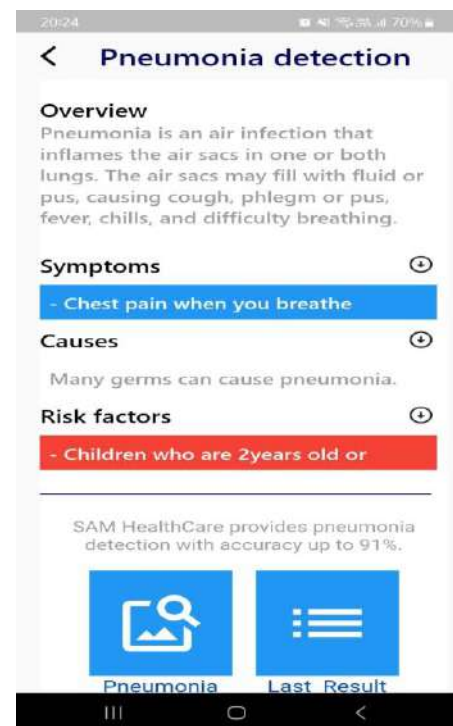 20:24
70%
Pneumonia detection
Overview
Pneumonia is an air infection that
inflames the air sacs in one or both
lungs. The air sacs may fill with fluid or
pus, causing cough, phlegm or pus,
fever, chills, and difficulty breathing.
Symptoms
- Chest pain when you breathe
Causes
Many germs can cause pneumonia.
Risk factors
- Children who are 2years old or
SAM HealthCare provides pneumonia
detection with accuracy up to 91%.
Pneumonia
Last Result